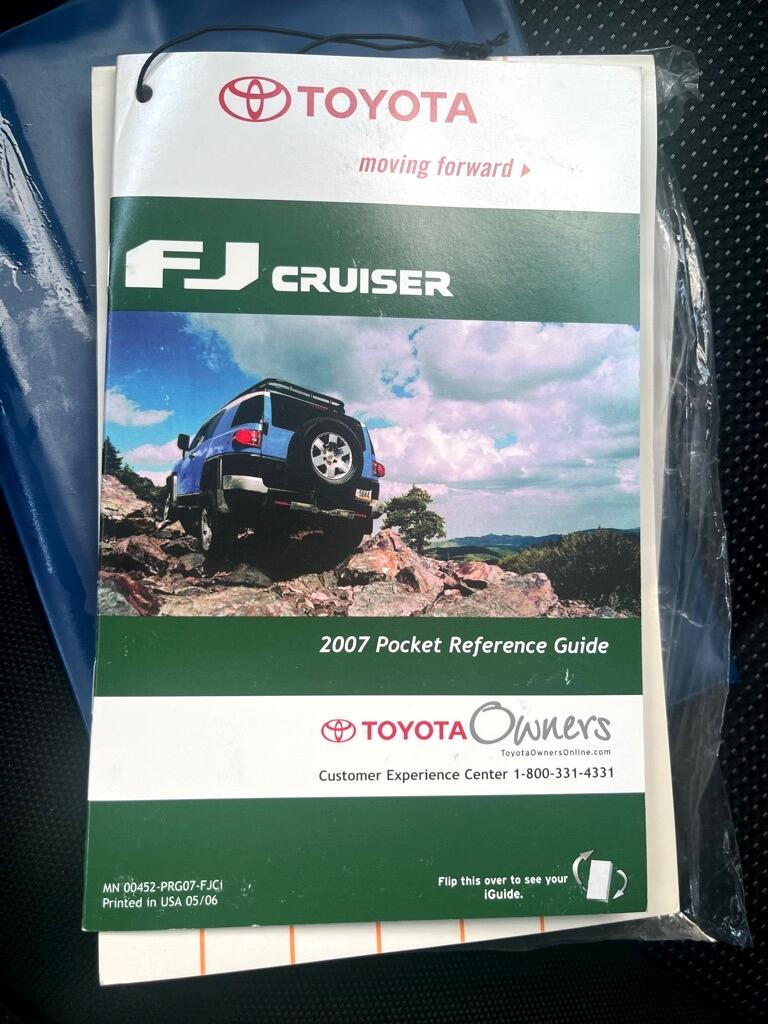 TOYOTA
moving forward
FJ CRUISER
2007 Pocket Reference Guide
TOYOTA Owners
ToyotaOwnersOnline.com
Customer Experience Center 1-800-331-4331
MN 00452-PRG07-FJCi
Printed in USA 05/06
Flip this over to see your
iGuide.